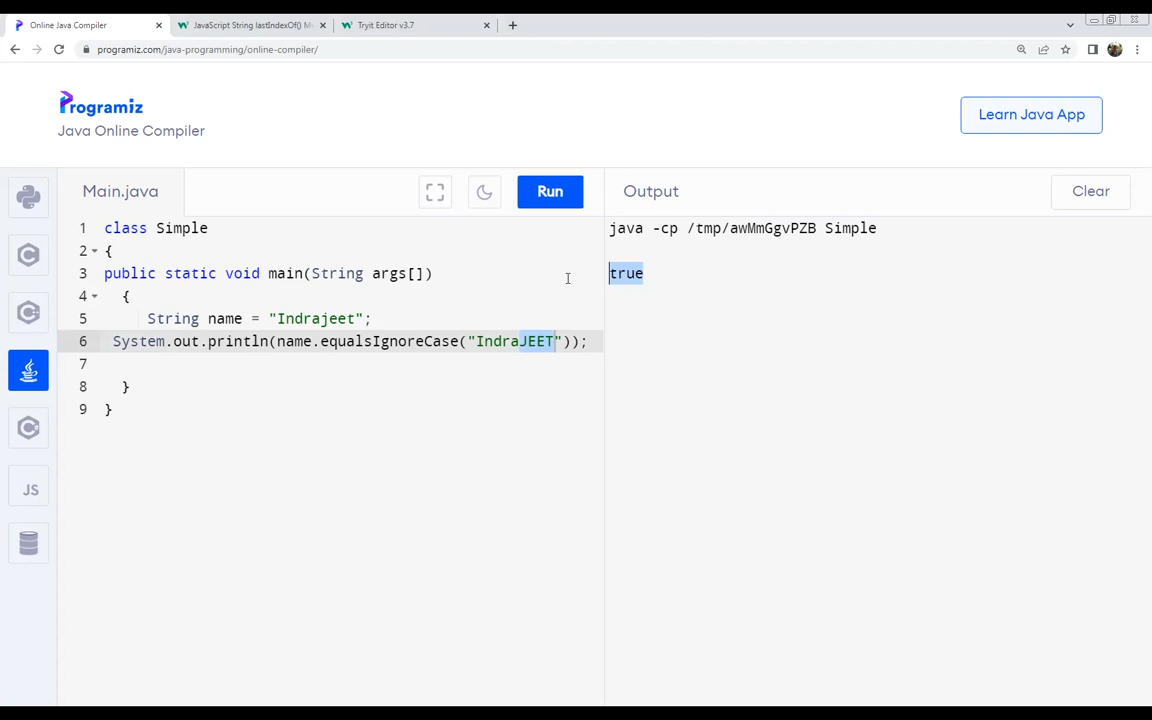 Online Java Compiler
JavaScript String lastIndexOf() M
Tryit Editor v3.7
programiz.com/java-programming/online-compiler/
Programiz
Java Online Compiler
Learn Java App
Main.java
Run
Output
Clear
1 class Simple
2 {
3 public static void main(String args[])
4 {
5 String name = "Indrajeet";
6 System.out.println(name.equalsIgnoreCase("IndraJEET"));
7
8 }
9 }
java -cp /tmp/awMmGgvPZB Simple
true
JS